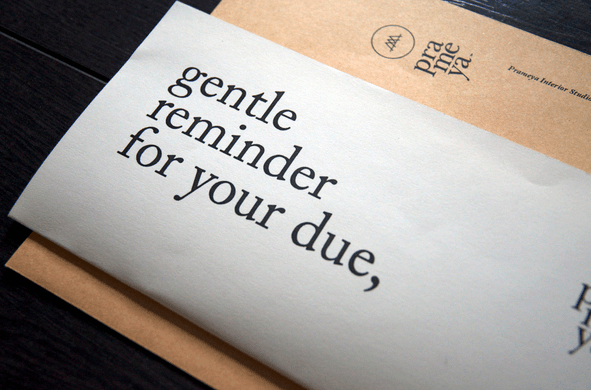 gentle
reminder
for your due,
pra
me
ya.
Prameya Interior Studio